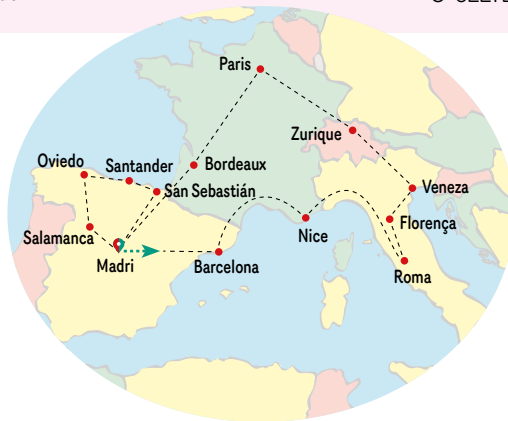 Paris
Zurique
Oviedo
Santander
Bordeaux
San Sebastián
Veneza
Salamanca
Florença
Nice
Madri
Barcelona
Roma